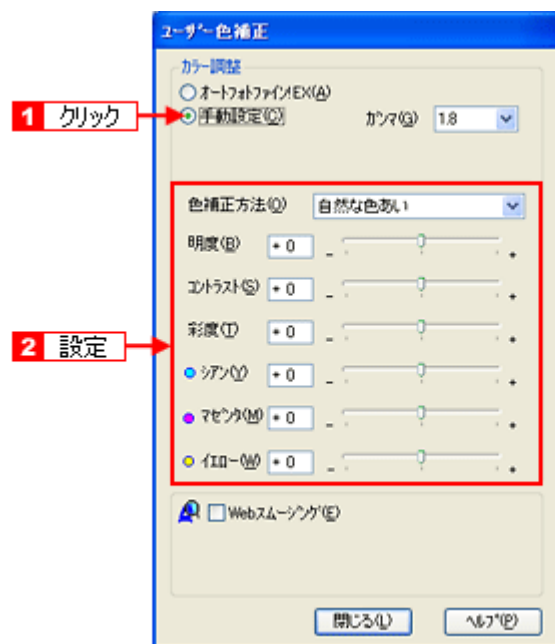 ユーザー色補正
カラー調整
オートフォトファイン!EX(A)
1 クリック
手動設定(C)
ガンマ(G) 1.8
色補正方法(O) 自然な色あい
明度(B) + 0 - +
コントラスト(S) + 0 - +
彩度(T) + 0 - +
2 設定
シアン(Y) + 0 - +
マゼンタ(M) + 0 - +
イエロー(W) + 0 - +
Webスムージング(E)
閉じる(L) ヘルプ(P)